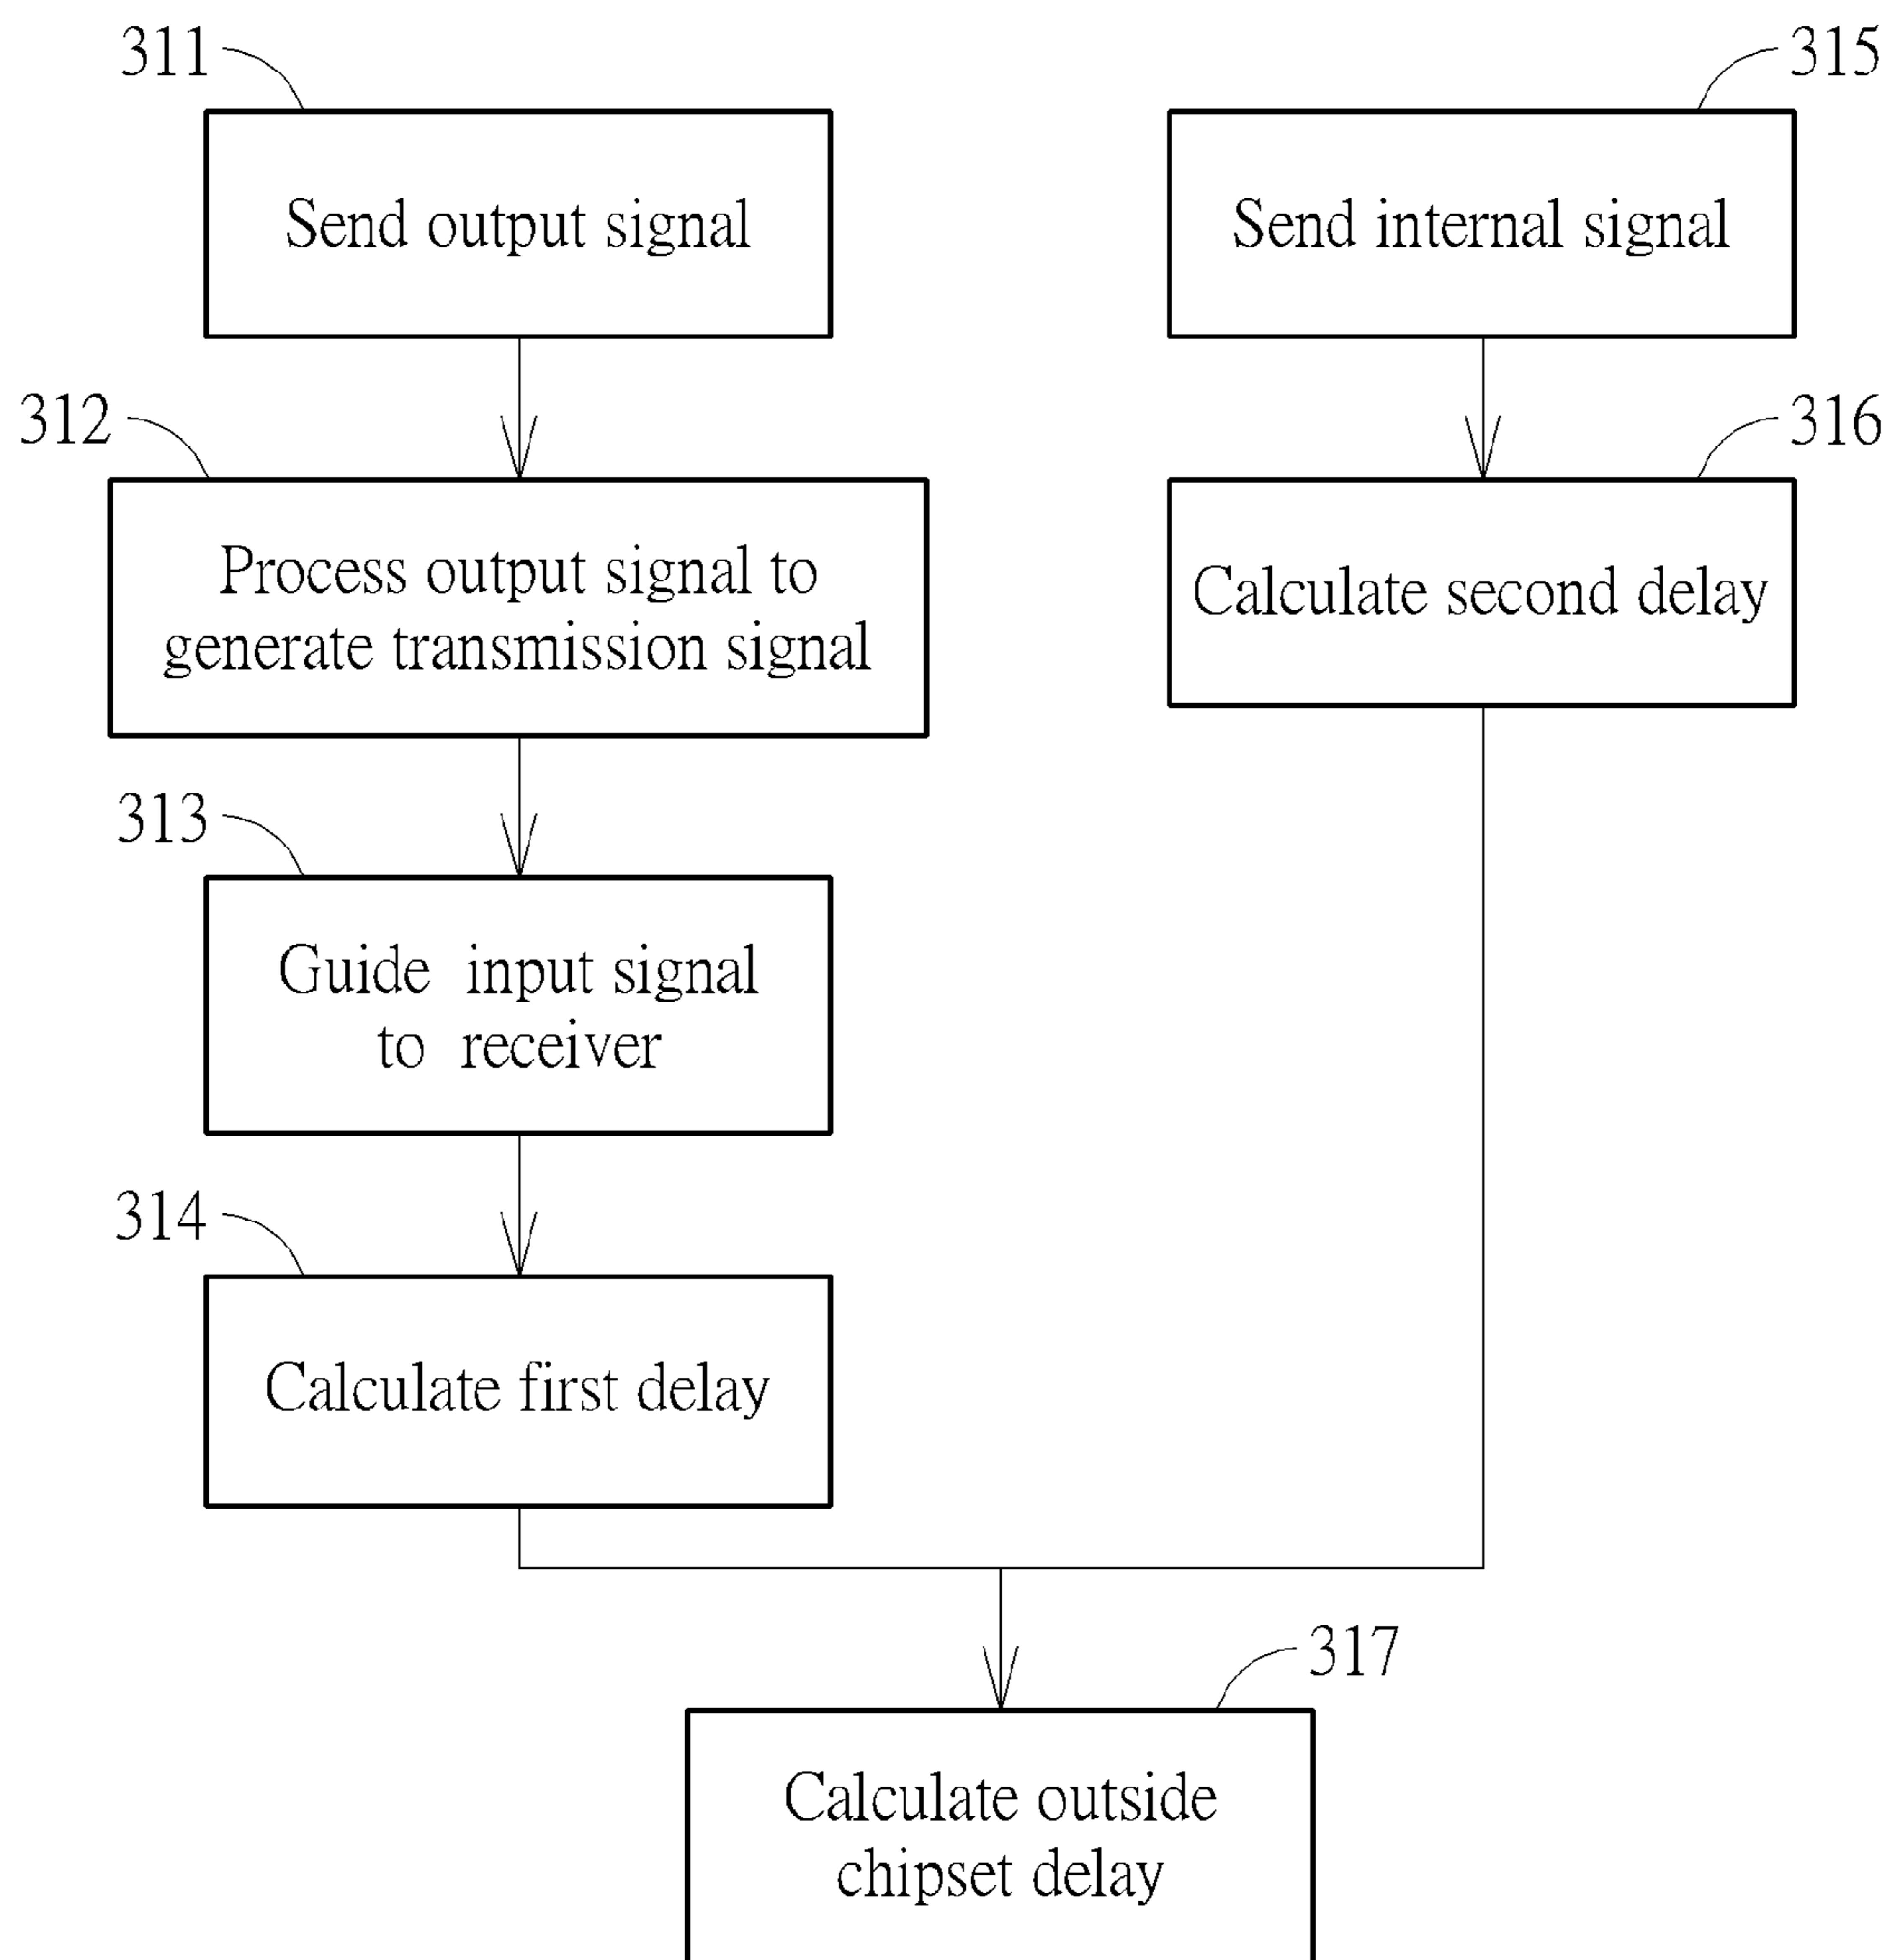 311
Send output signal
312
Process output signal to
generate transmission signal
313
Guide input signal
to receiver
314
Calculate first delay
315
Send internal signal
316
Calculate second delay
317
Calculate outside
chipset delay